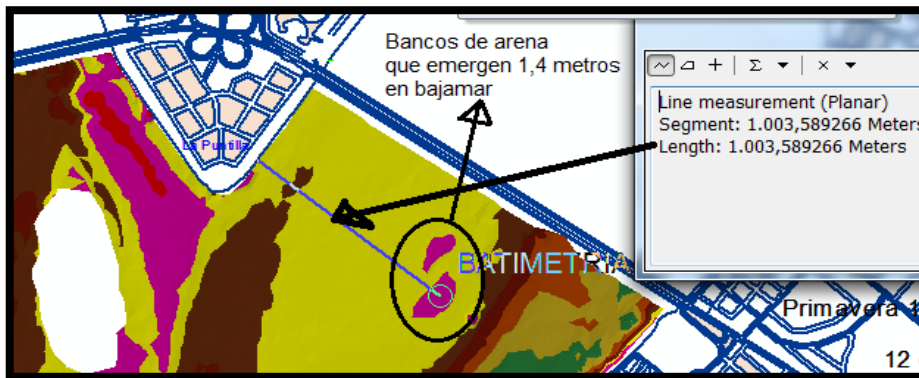 Bancos de arena
que emergen 1,4 metros
en bajamar
Line measurement (Planar)
Segment: 1.003,589266 Meters
Length: 1.003,589266 Meters
La Puntilla
BATIMETRIA
Primavera 1
12